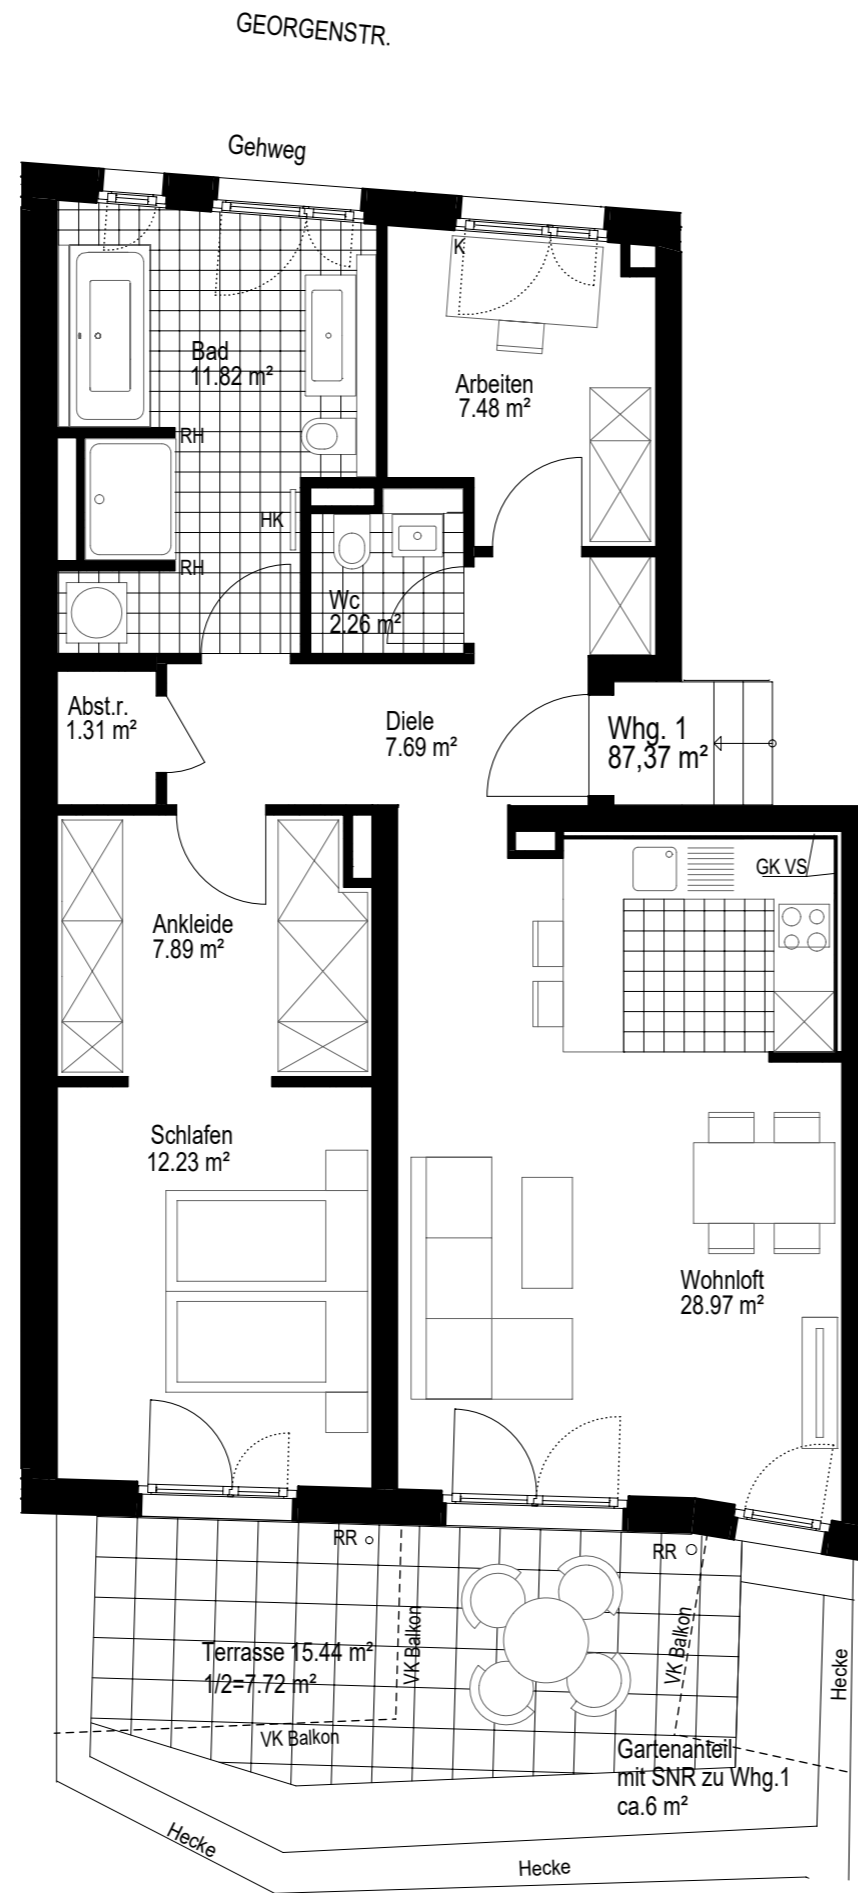 GEORGENSTR.
Gehweg
K
Bad
11.82 m²
Arbeiten
7.48 m²
RH
HK
RH
Wc
2.26 m²
Abst.r.
1.31 m²
Diele
7.69 m²
Whg. 1
87,37 m²
GK VS
Ankleide
7.89 m²
Schlafen
12.23 m²
Wohnloft
28.97 m²
RR
RR
VK Balkon
VK Balkon
Terrasse 15.44 m²
1/2=7.72 m²
VK Balkon
Hecke
Gartenanteil
mit SNR zu Whg.1
ca.6 m²
Hecke
Hecke